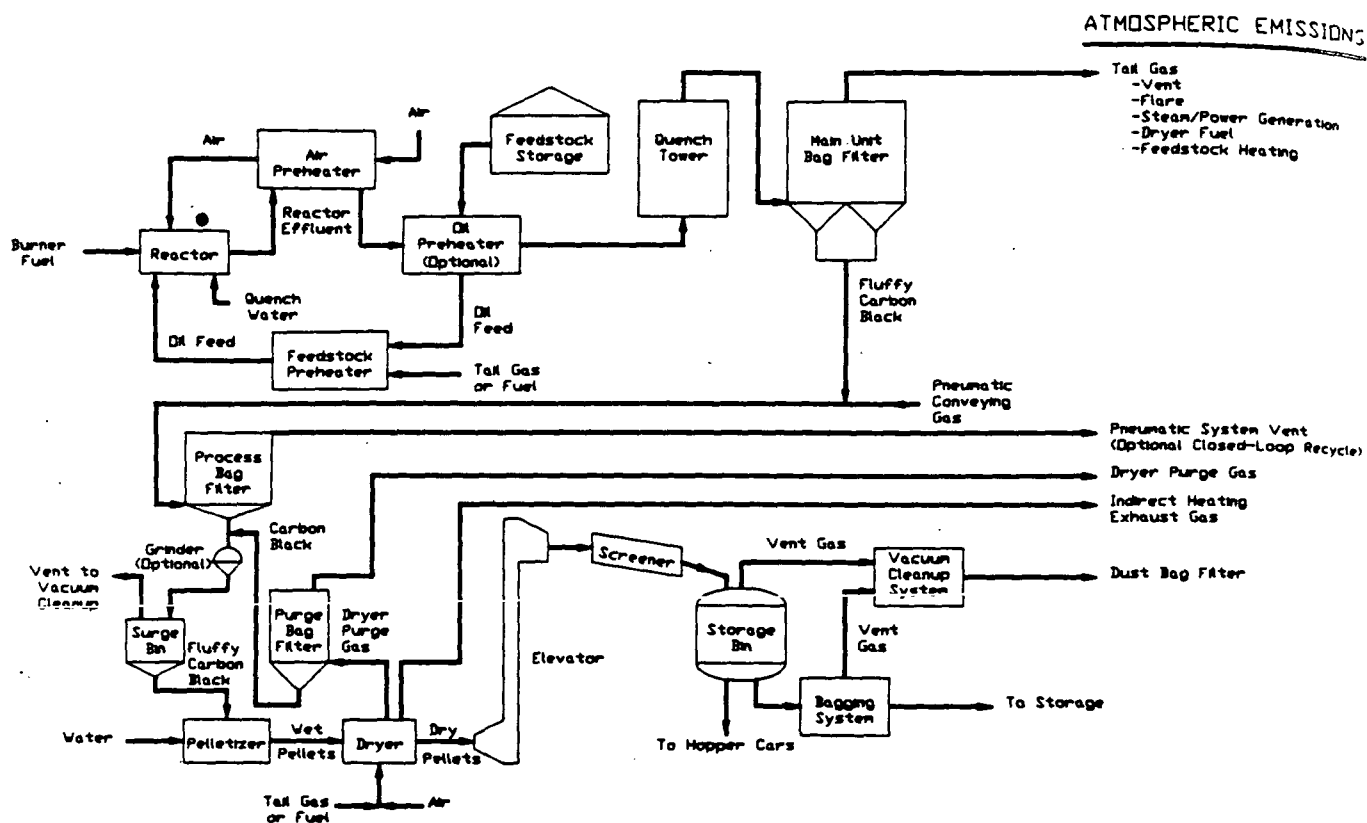 ATMOSPHERIC EMISSIONS
Tail Gas
-Vent
-Flare
-Steam/Power Generation
-Dryer Fuel
-Feedstock Heating
Air
Air
Air
Preheater
Feedstock
Storage
Quench
Tower
Main Unit
Bag Filter
Reactor
Effluent
Burner
Fuel
Reactor
Oil
Preheater
(Optional)
Quench
Water
Fluffy
Carbon
Black
Oil
Feed
Oil Feed
Feedstock
Preheater
Tail Gas
or Fuel
Pneumatic
Conveying
Gas
Pneumatic System Vent
(Optional Closed-Loop Recycle)
Process
Bag
Filter
Dryer Purge Gas
Indirect Heating
Exhaust Gas
Carbon
Black
Grinder
(Optional)
Vent to
Vacuum
Cleanup
Screener
Vent Gas
Vacuum
Cleanup
System
Dust Bag Filter
Surge
Bin
Fluffy
Carbon
Black
Purge
Bag
Filter
Dryer
Purge
Gas
Elevator
Storage
Bin
Vent
Gas
Bagging
System
To Storage
Water
Pelletizer
Wet
Pellets
Dryer
Dry
Pellets
To Hopper Cars
Tail Gas
or Fuel
Air